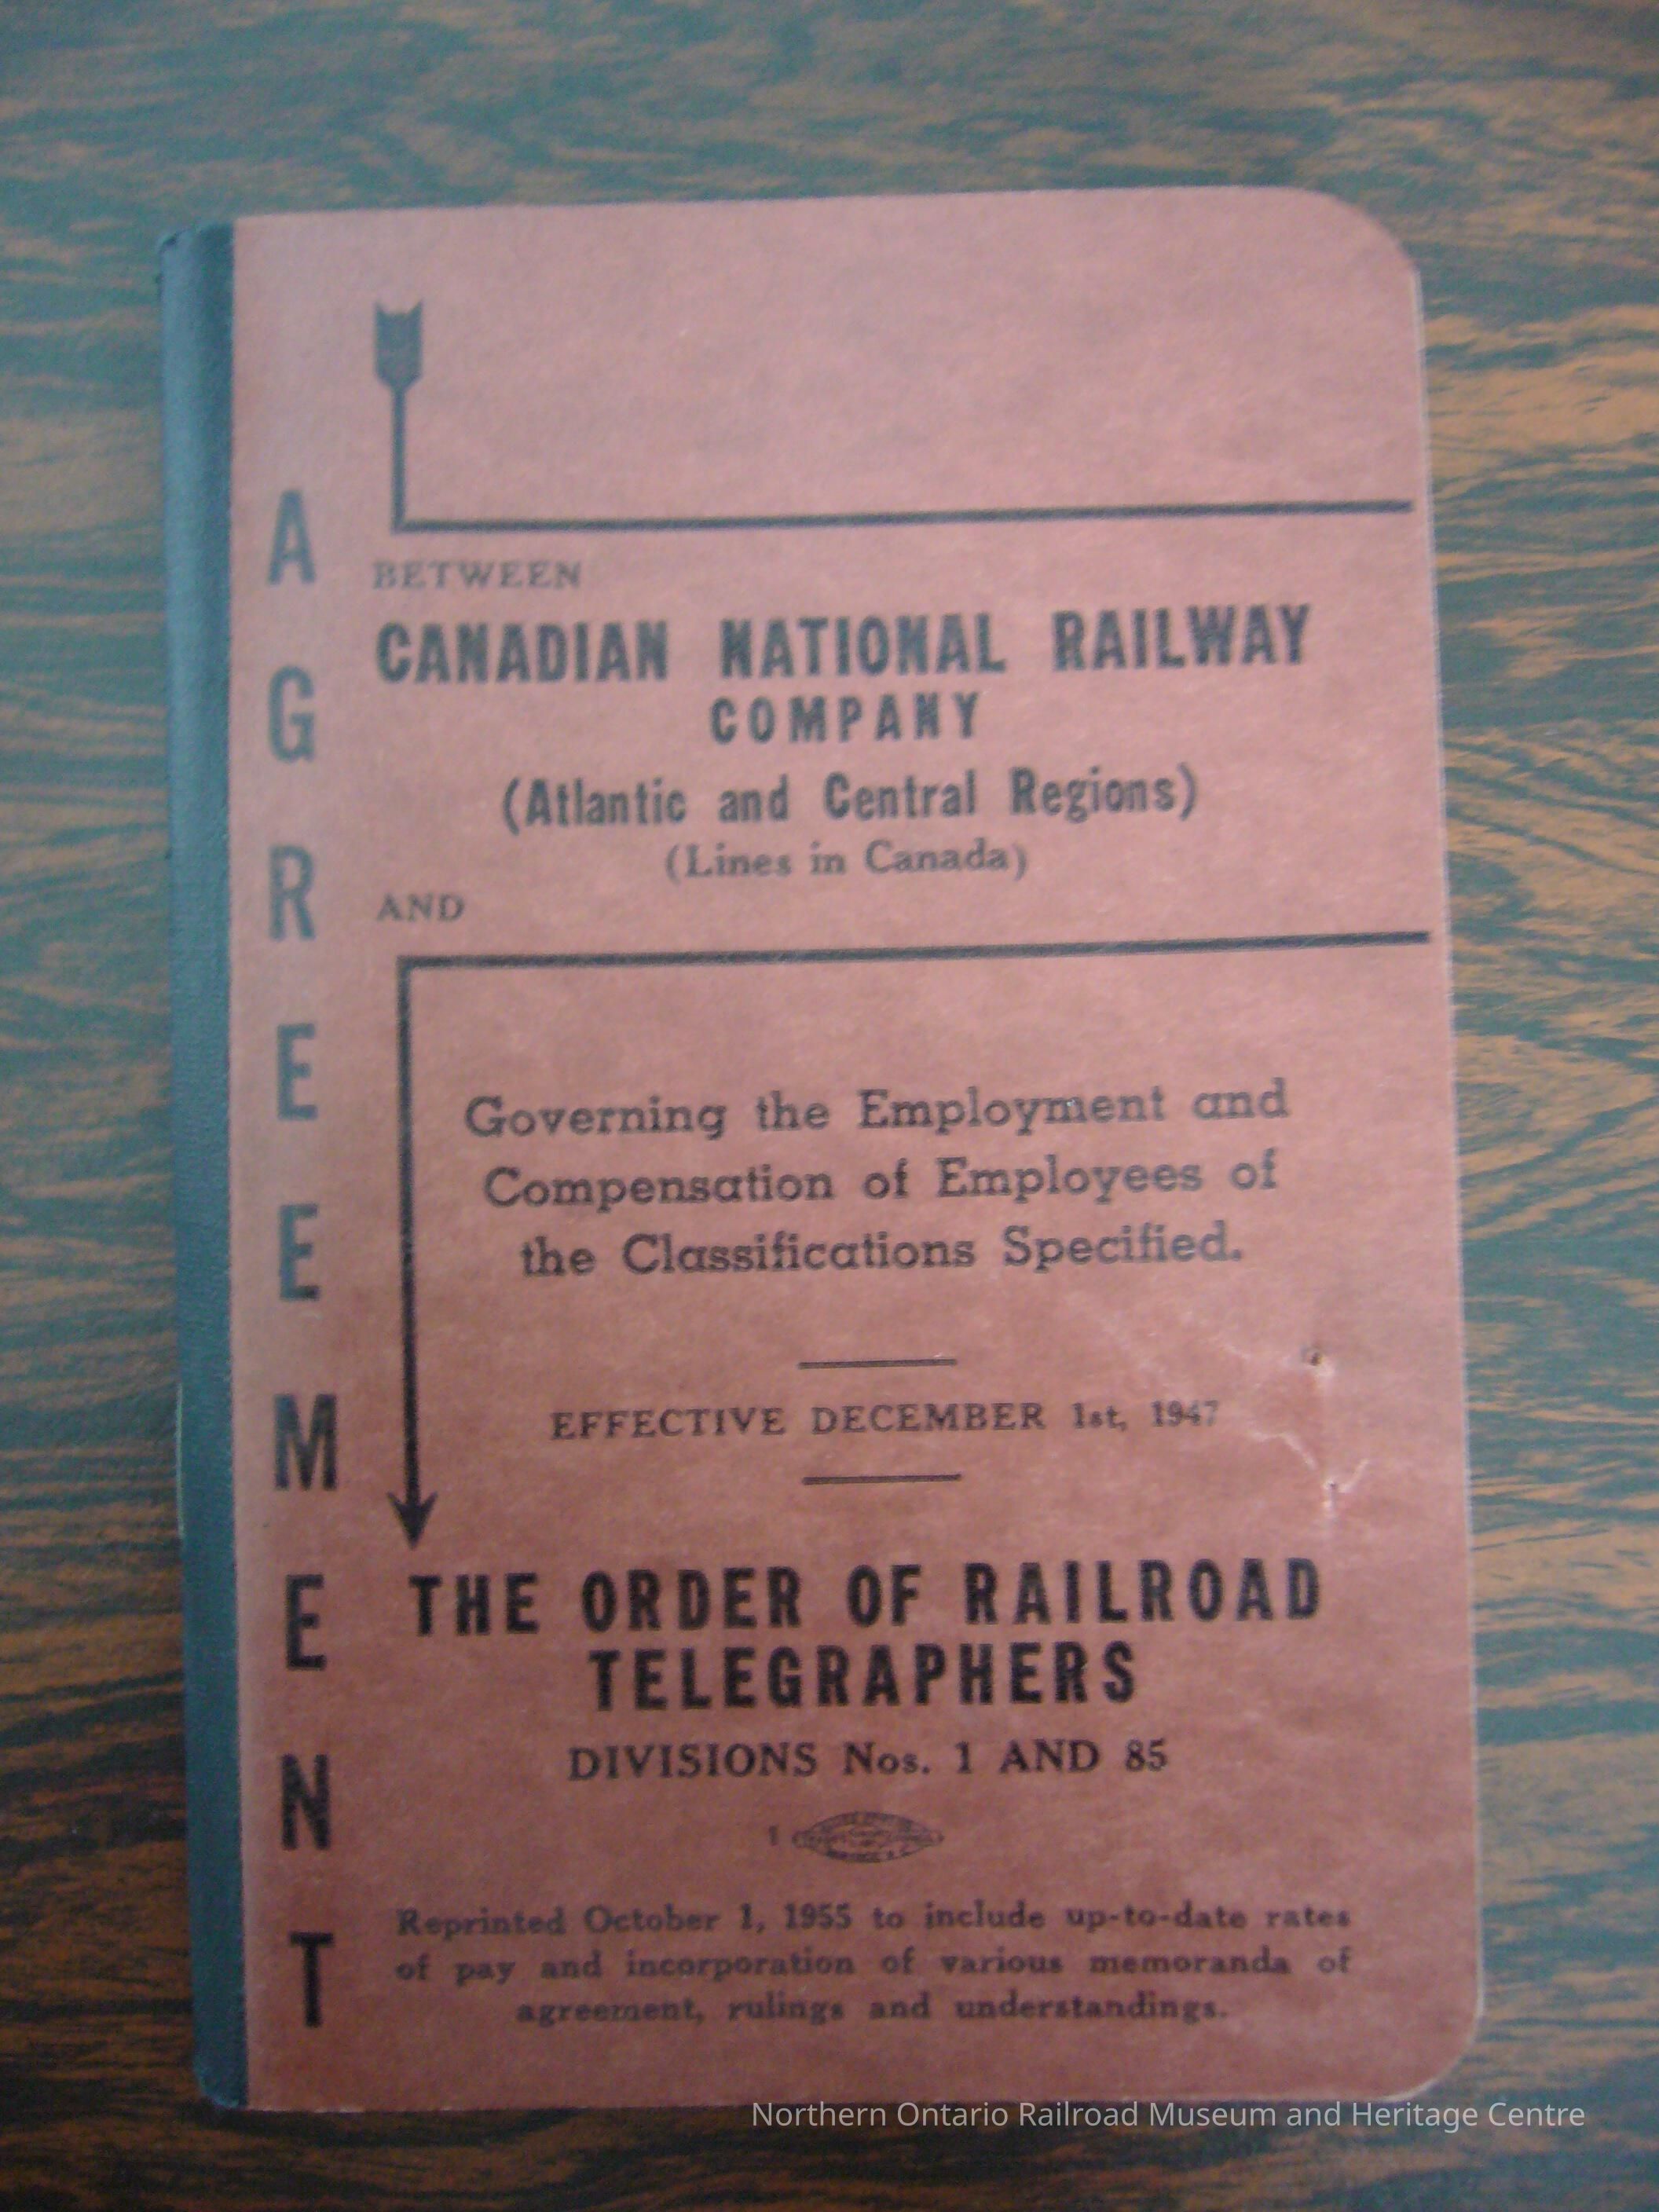 AGREEMENT
BETWEEN
CANADIAN NATIONAL RAILWAY
COMPANY
(Atlantic and Central Regions)
(Lines in Canada)
AND
Governing the Employment and
Compensation of Employees of
the Classifications Specified.
EFFECTIVE DECEMBER 1st, 1947
THE ORDER OF RAILROAD
TELEGRAPHERS
DIVISIONS Nos. 1 AND 85
1
Reprinted October 1, 1955 to include up-to-date rates
of pay and incorporation of various memoranda of
agreement, rulings and understandings.
Northern Ontario Railroad Museum and Heritage Centre